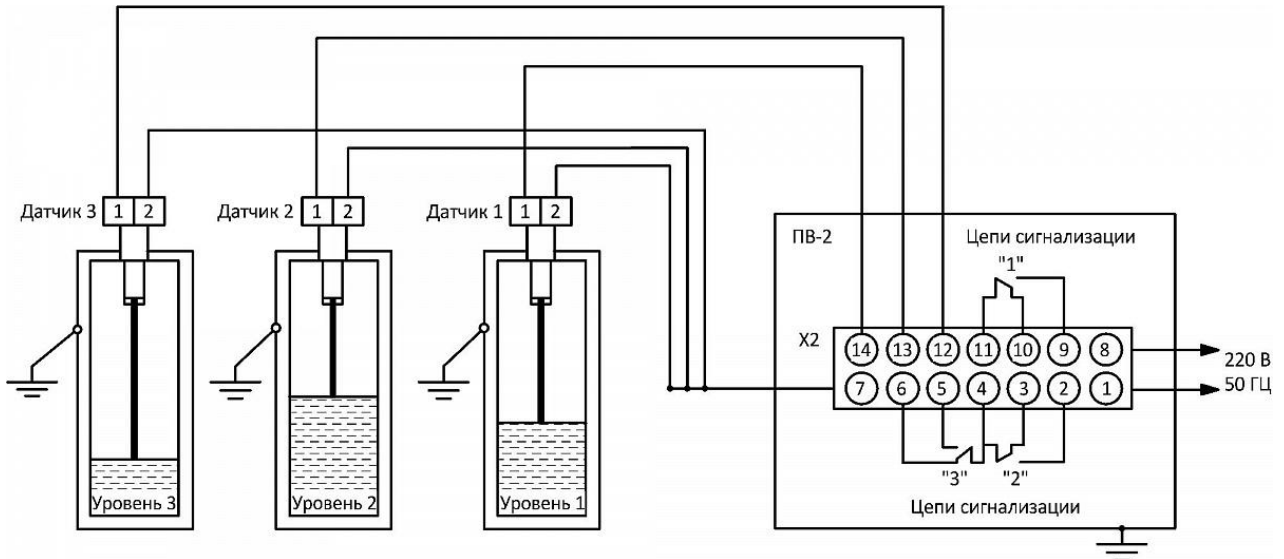 Датчик 3
1 2
Датчик 2
1 2
Датчик 1
1 2
Уровень 3
Уровень 2
Уровень 1
ПВ-2
Цепи сигнализации
"1"
X2
14 13 12 11 10 9 8
7 6 5 4 3 2 1
220 В
50 ГЦ
"3"
"2"
Цепи сигнализации